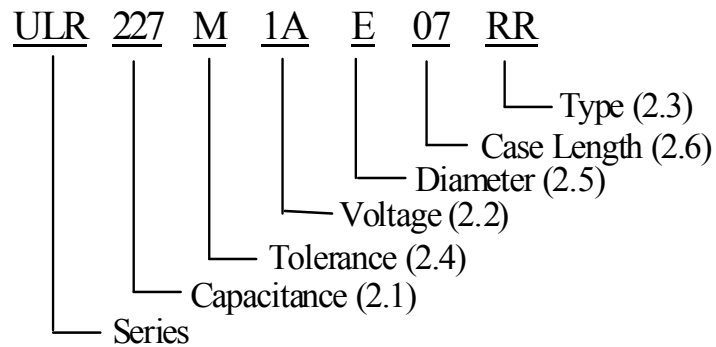 ULR 227 M 1A E 07 RR
Type (2.3)
Case Length (2.6)
Diameter (2.5)
Voltage (2.2)
Tolerance (2.4)
Capacitance (2.1)
Series